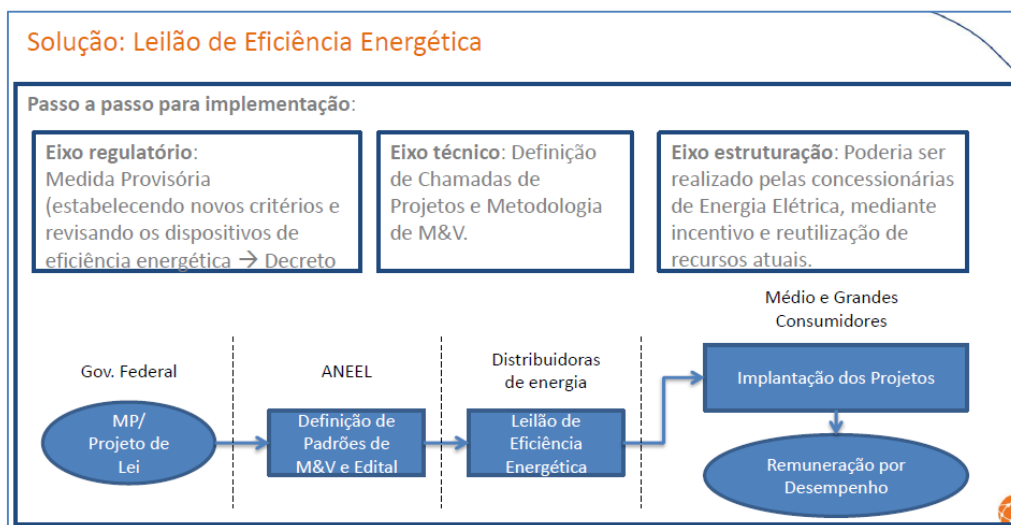 Solução: Leilão de Eficiência Energética
Passo a passo para implementação:
Eixo regulatório:
Medida Provisória
(estabelecendo novos critérios e
revisando os dispositivos de
eficiência energética → Decreto
Eixo técnico: Definição
de Chamadas de
Projetos e Metodologia
de M&V.
Eixo estruturação: Poderia ser
realizado pelas concessionárias
de Energia Elétrica, mediante
incentivo e reutilização de
recursos atuais.
Médio e Grandes
Consumidores
Gov. Federal
ANEEL
Distribuidoras
de energia
MP/
Projeto de
Lei
Definição de
Padrões de
M&V e Edital
Leilão de
Eficiência
Energética
Implantação dos Projetos
Remuneração por
Desempenho